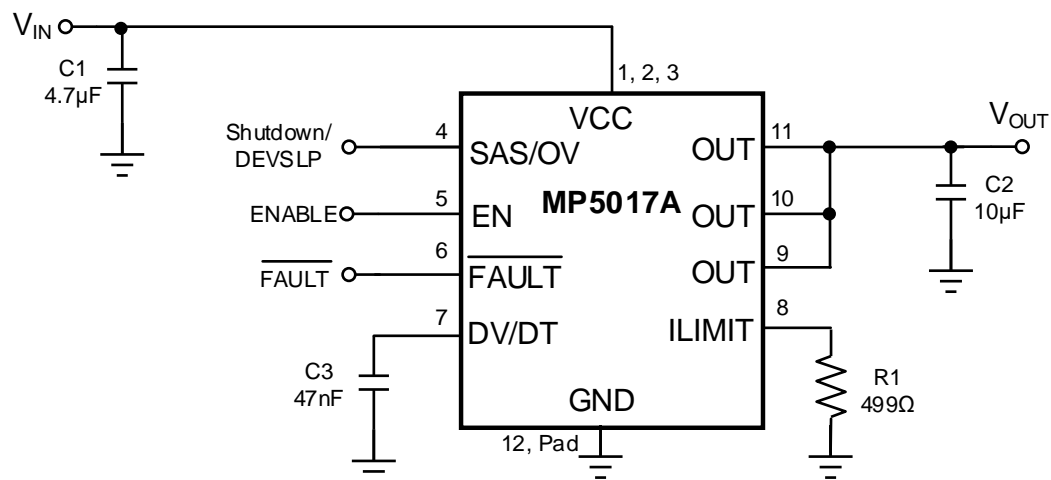 VIN
C1
4.7µF
1, 2, 3
VCC
Shutdown/
DEVSLP
4
SAS/OV
OUT
11
VOUT
ENABLE
5
EN
MP5017A
OUT
10
C2
10µF
FAULT
6
FAULT
OUT
9
7
DV/DT
ILIMIT
8
C3
47nF
R1
499Ω
GND
12, Pad